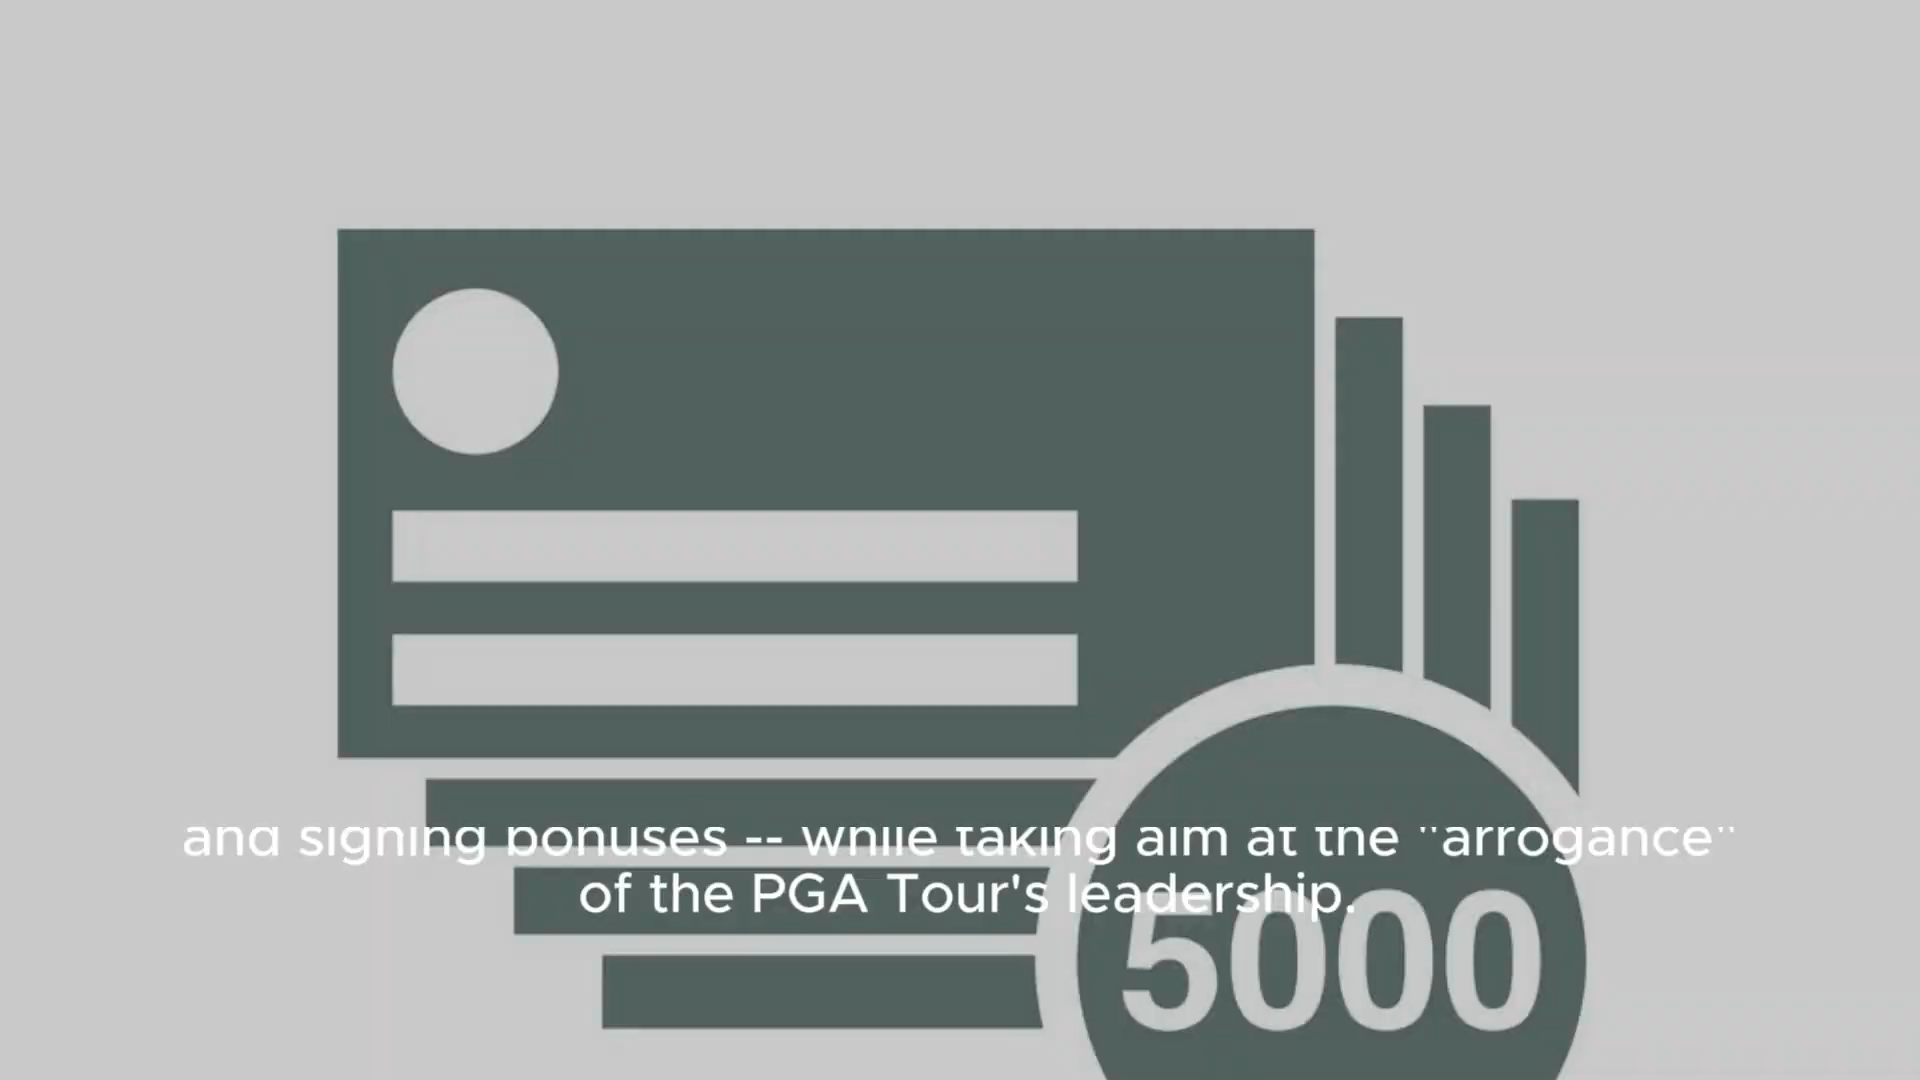 and signing bonuses -- while taking aim at the "arrogance"
of the PGA Tour's leadership.
5000